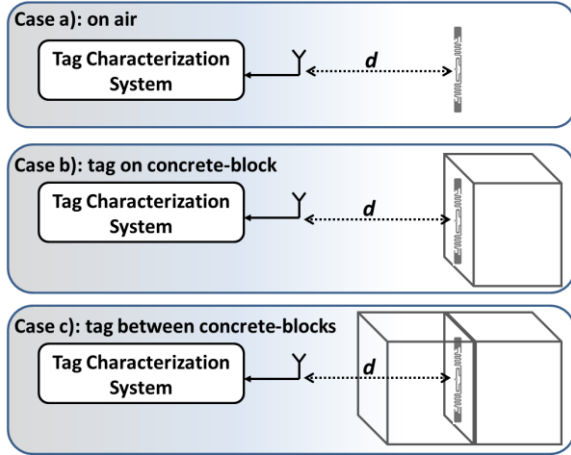 Case a): on air
Tag Characterization
System
d
Case b): tag on concrete-block
Tag Characterization
System
d
Case c): tag between concrete-blocks
Tag Characterization
System
d